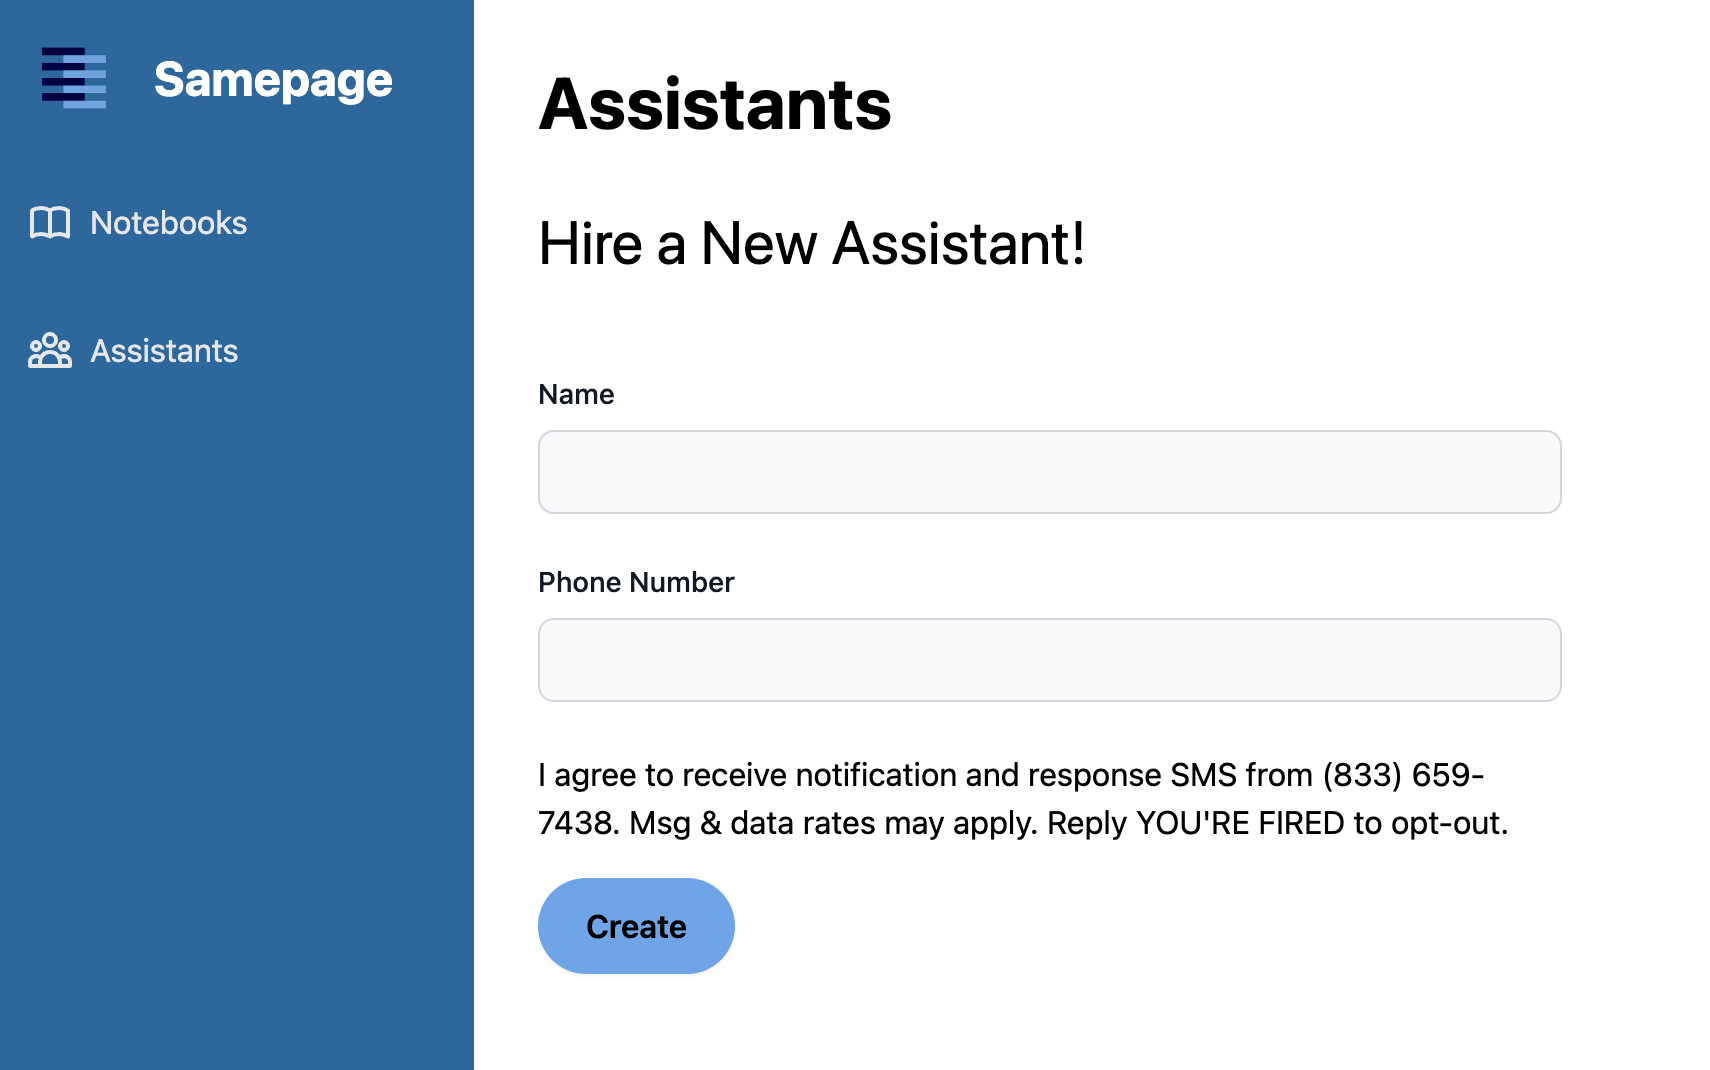 Samepage
Notebooks
Assistants
Assistants
Hire a New Assistant!
Name
Phone Number
I agree to receive notification and response SMS from (833) 659-
7438. Msg & data rates may apply. Reply YOU'RE FIRED to opt-out.
Create